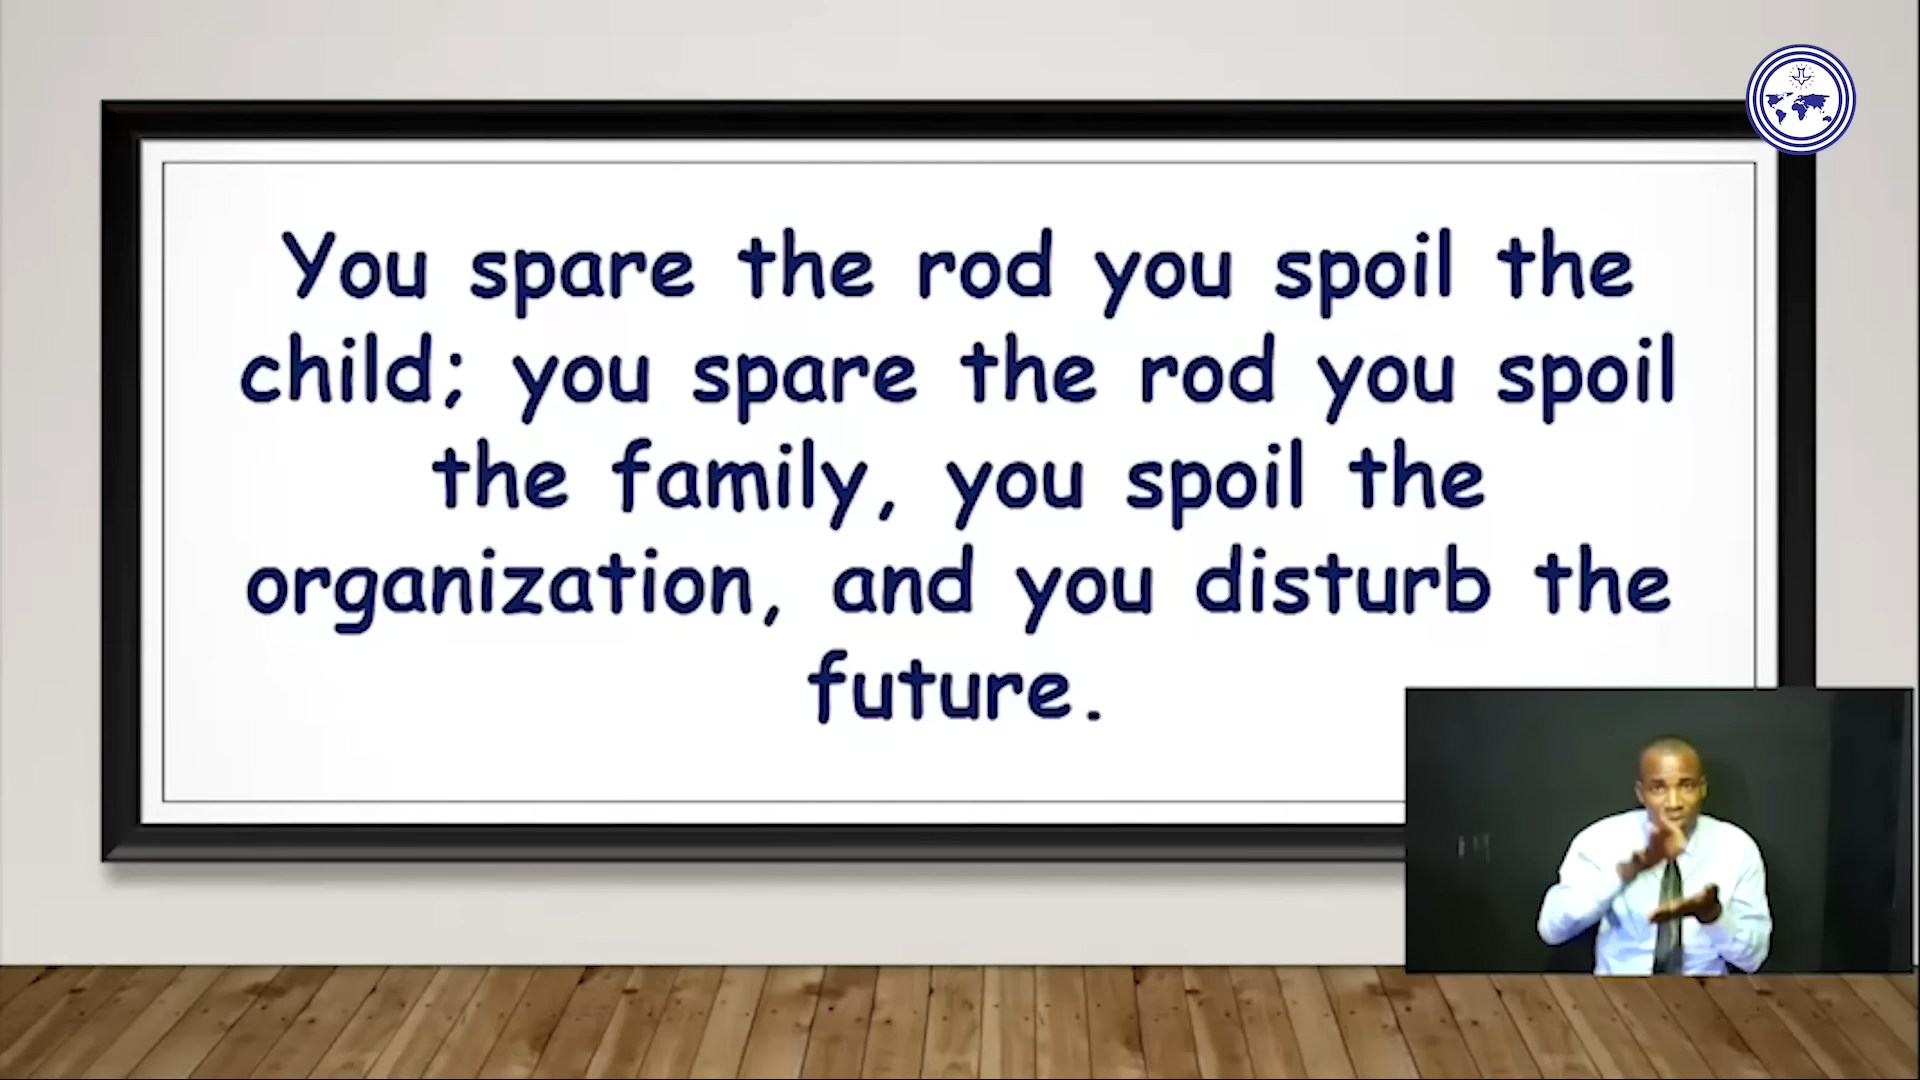 You spare the rod you spoil the
child; you spare the rod you spoil
the family, you spoil the
organization, and you disturb the
future.